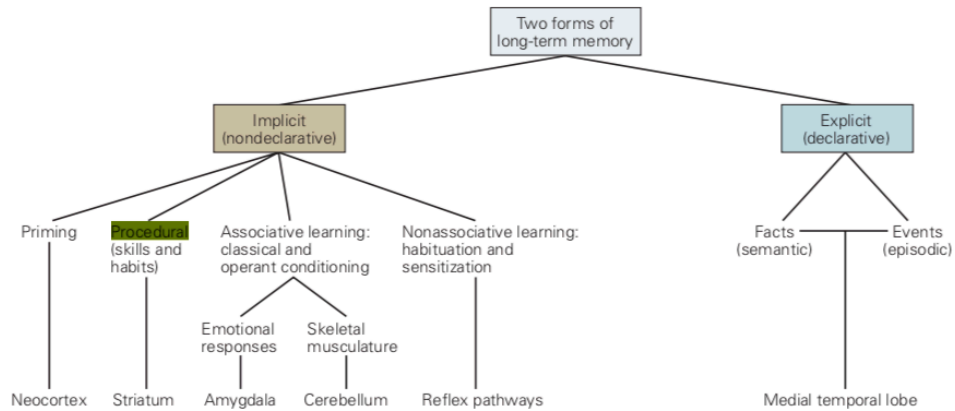 Two forms of
long-term memory
Implicit
(nondeclarative)
Explicit
(declarative)
Priming
Procedural
(skills and
habits)
Associative learning:
classical and
operant conditioning
Nonassociative learning:
habituation and
sensitization
Facts
(semantic)
Events
(episodic)
Emotional
responses
Skeletal
musculature
Neocortex
Striatum
Amygdala
Cerebellum
Reflex pathways
Medial temporal lobe